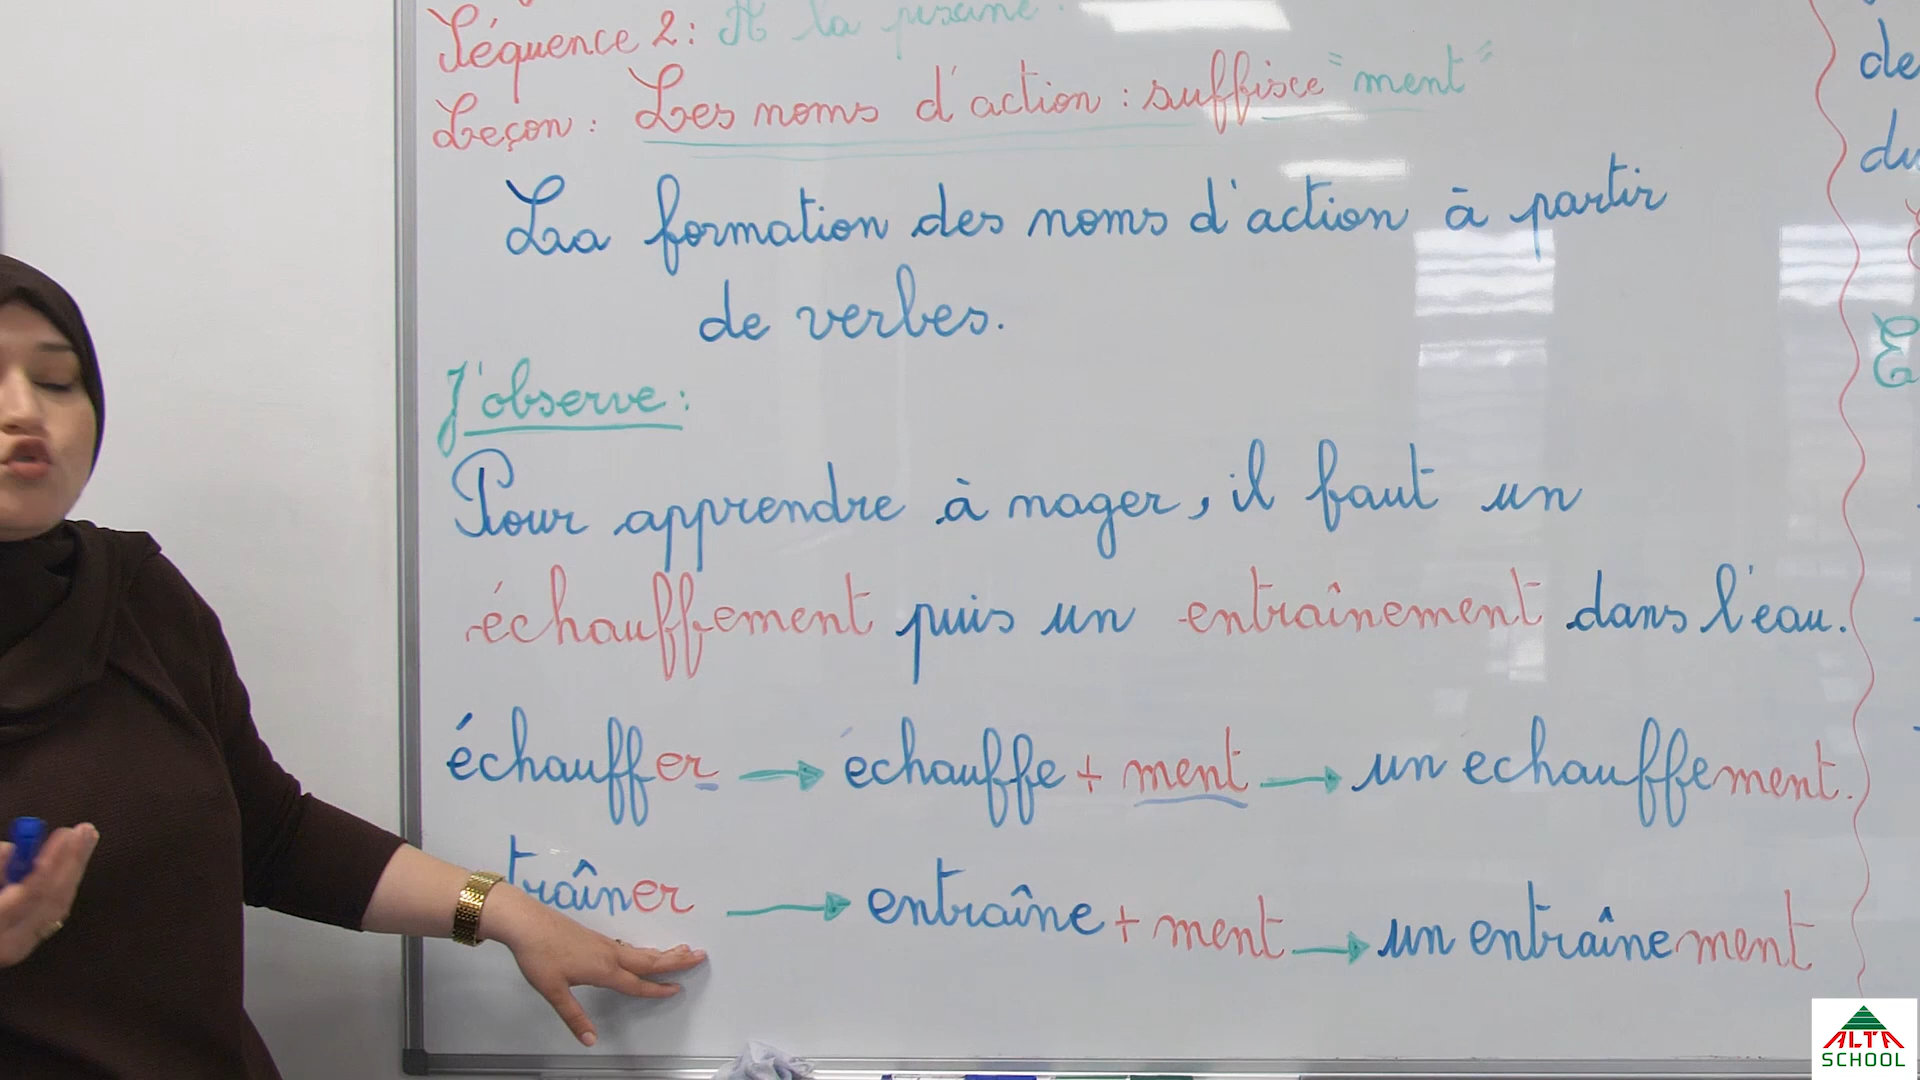 Séquence 2: A la piscine.
Leçon: Les noms d'action : suffixe "ment"
La formation des noms d'action à partir
de verbes.
J'observe:
Pour apprendre à nager, il faut un
échauffement puis un entraînement dans l'eau.
échauffer → échauffe + ment → un echauffement.
traîner → entraîne + ment → un entraînement
de
du
ALTA
SCHOOL